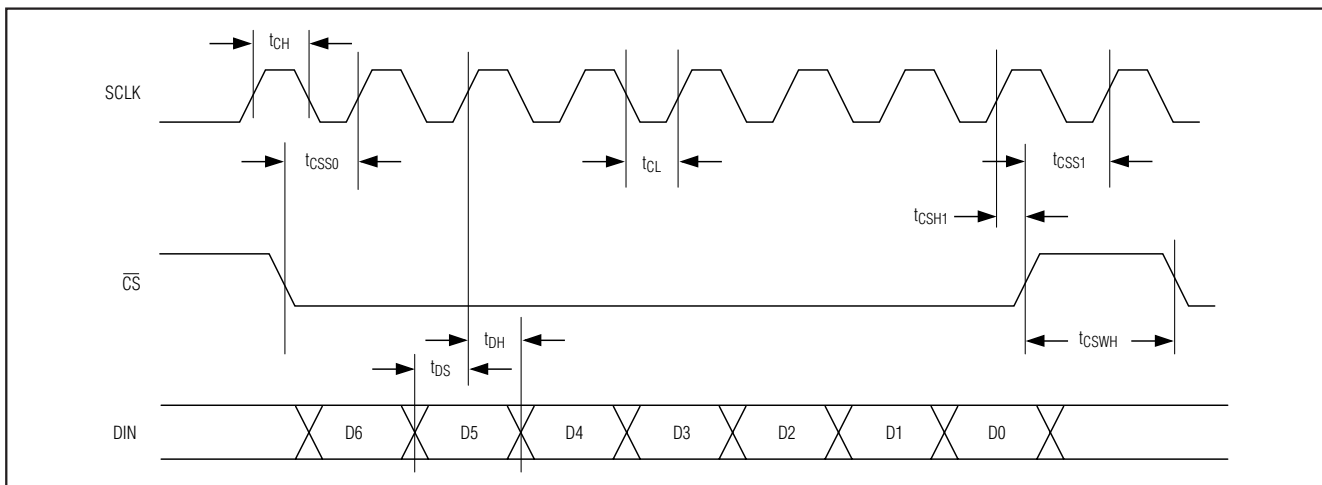 tCH
SCLK
tCSS0
tCL
tCSS1
tCSH1
CS
tDH
tCSWH
tDS
DIN
D6
D5
D4
D3
D2
D1
D0